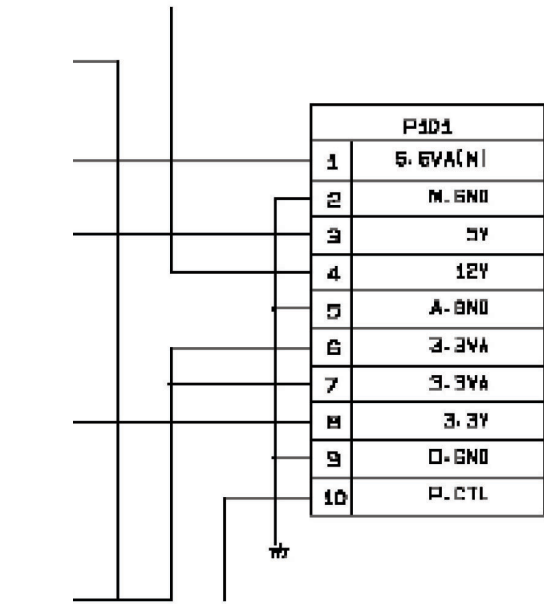 P101
1 5.6VA(N)
2 M.GND
3 5V
4 12V
5 A-GND
6 3.3VA
7 3.3VA
8 3.3V
9 D-GND
10 P.CTL